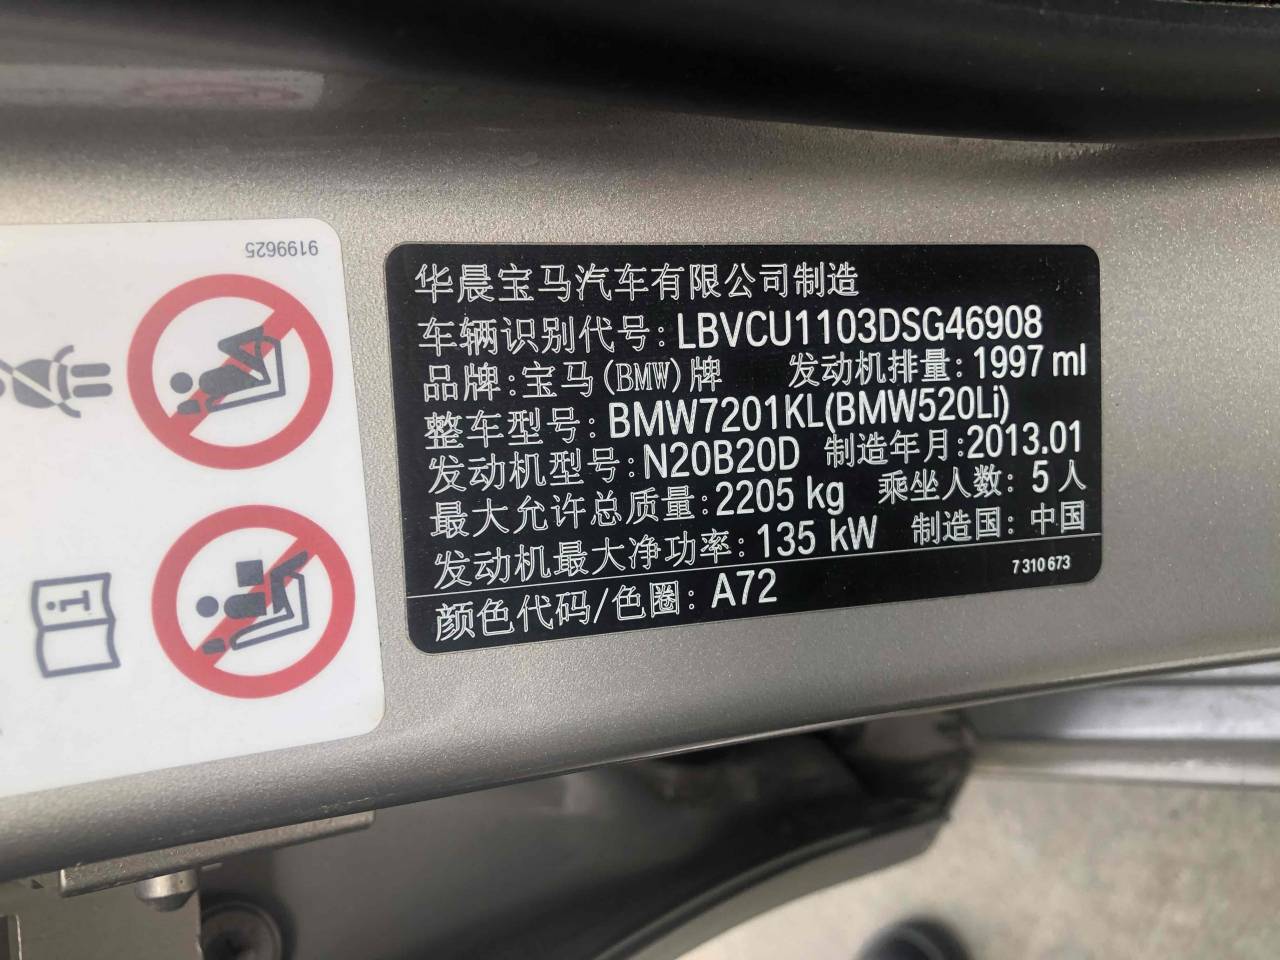 9199625
华晨宝马汽车有限公司制造
车辆识别代号: LBVCU1103DSG46908
品牌: 宝马(BMW)牌 发动机排量: 1997 ml
整车型号: BMW7201KL(BMW520Li)
发动机型号: N20B20D 制造年月: 2013.01
最大允许总质量: 2205 kg 乘坐人数: 5 人
发动机最大净功率: 135 kW 制造国: 中国
颜色代码/色圈: A72 7 310 673